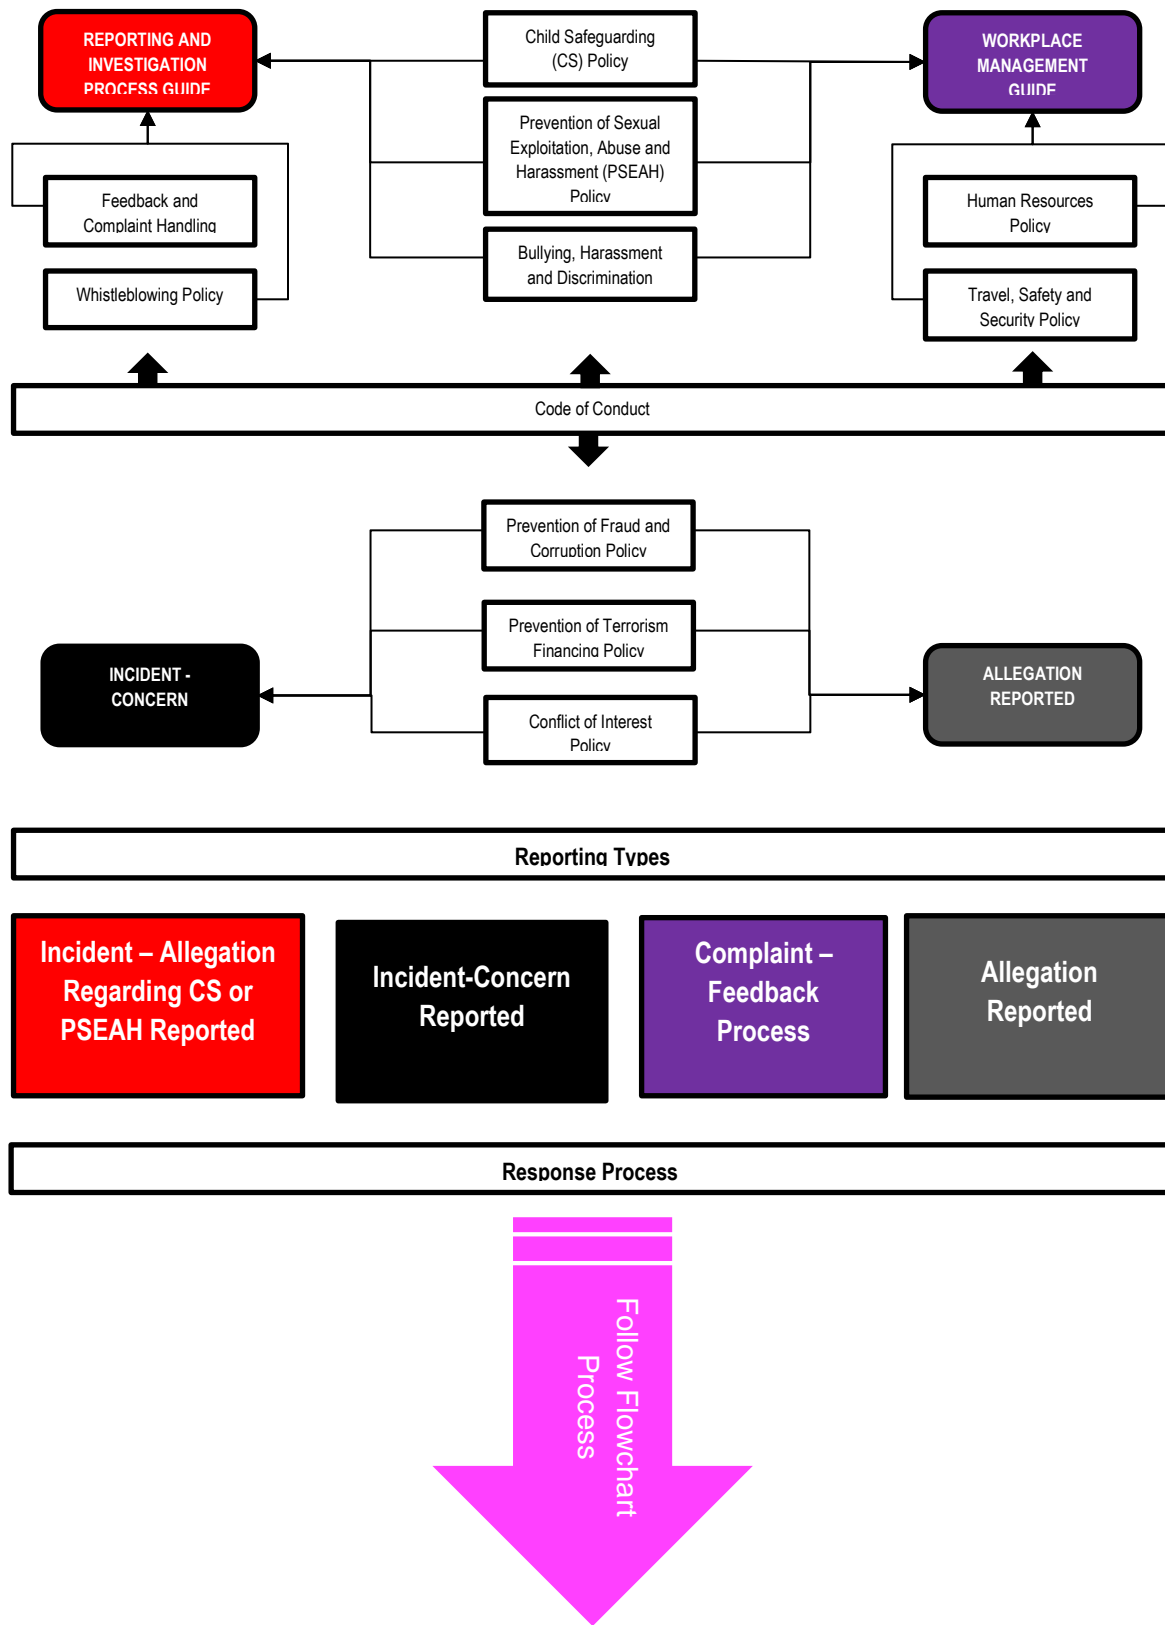 REPORTING AND
INVESTIGATION
PROCESS GUIDE
Child Safeguarding
(CS) Policy
WORKPLACE
MANAGEMENT
GUIDE
Prevention of Sexual
Exploitation, Abuse and
Harassment (PSEAH)
Policy
Feedback and
Complaint Handling
Human Resources
Policy
Bullying, Harassment
and Discrimination
Whistleblowing Policy
Travel, Safety and
Security Policy
Code of Conduct
Prevention of Fraud and
Corruption Policy
Prevention of Terrorism
Financing Policy
INCIDENT -
CONCERN
ALLEGATION
REPORTED
Conflict of Interest
Policy
Reporting Types
Incident – Allegation
Regarding CS or
PSEAH Reported
Incident-Concern
Reported
Complaint –
Feedback
Process
Allegation
Reported
Response Process
Follow Flowchart
Process